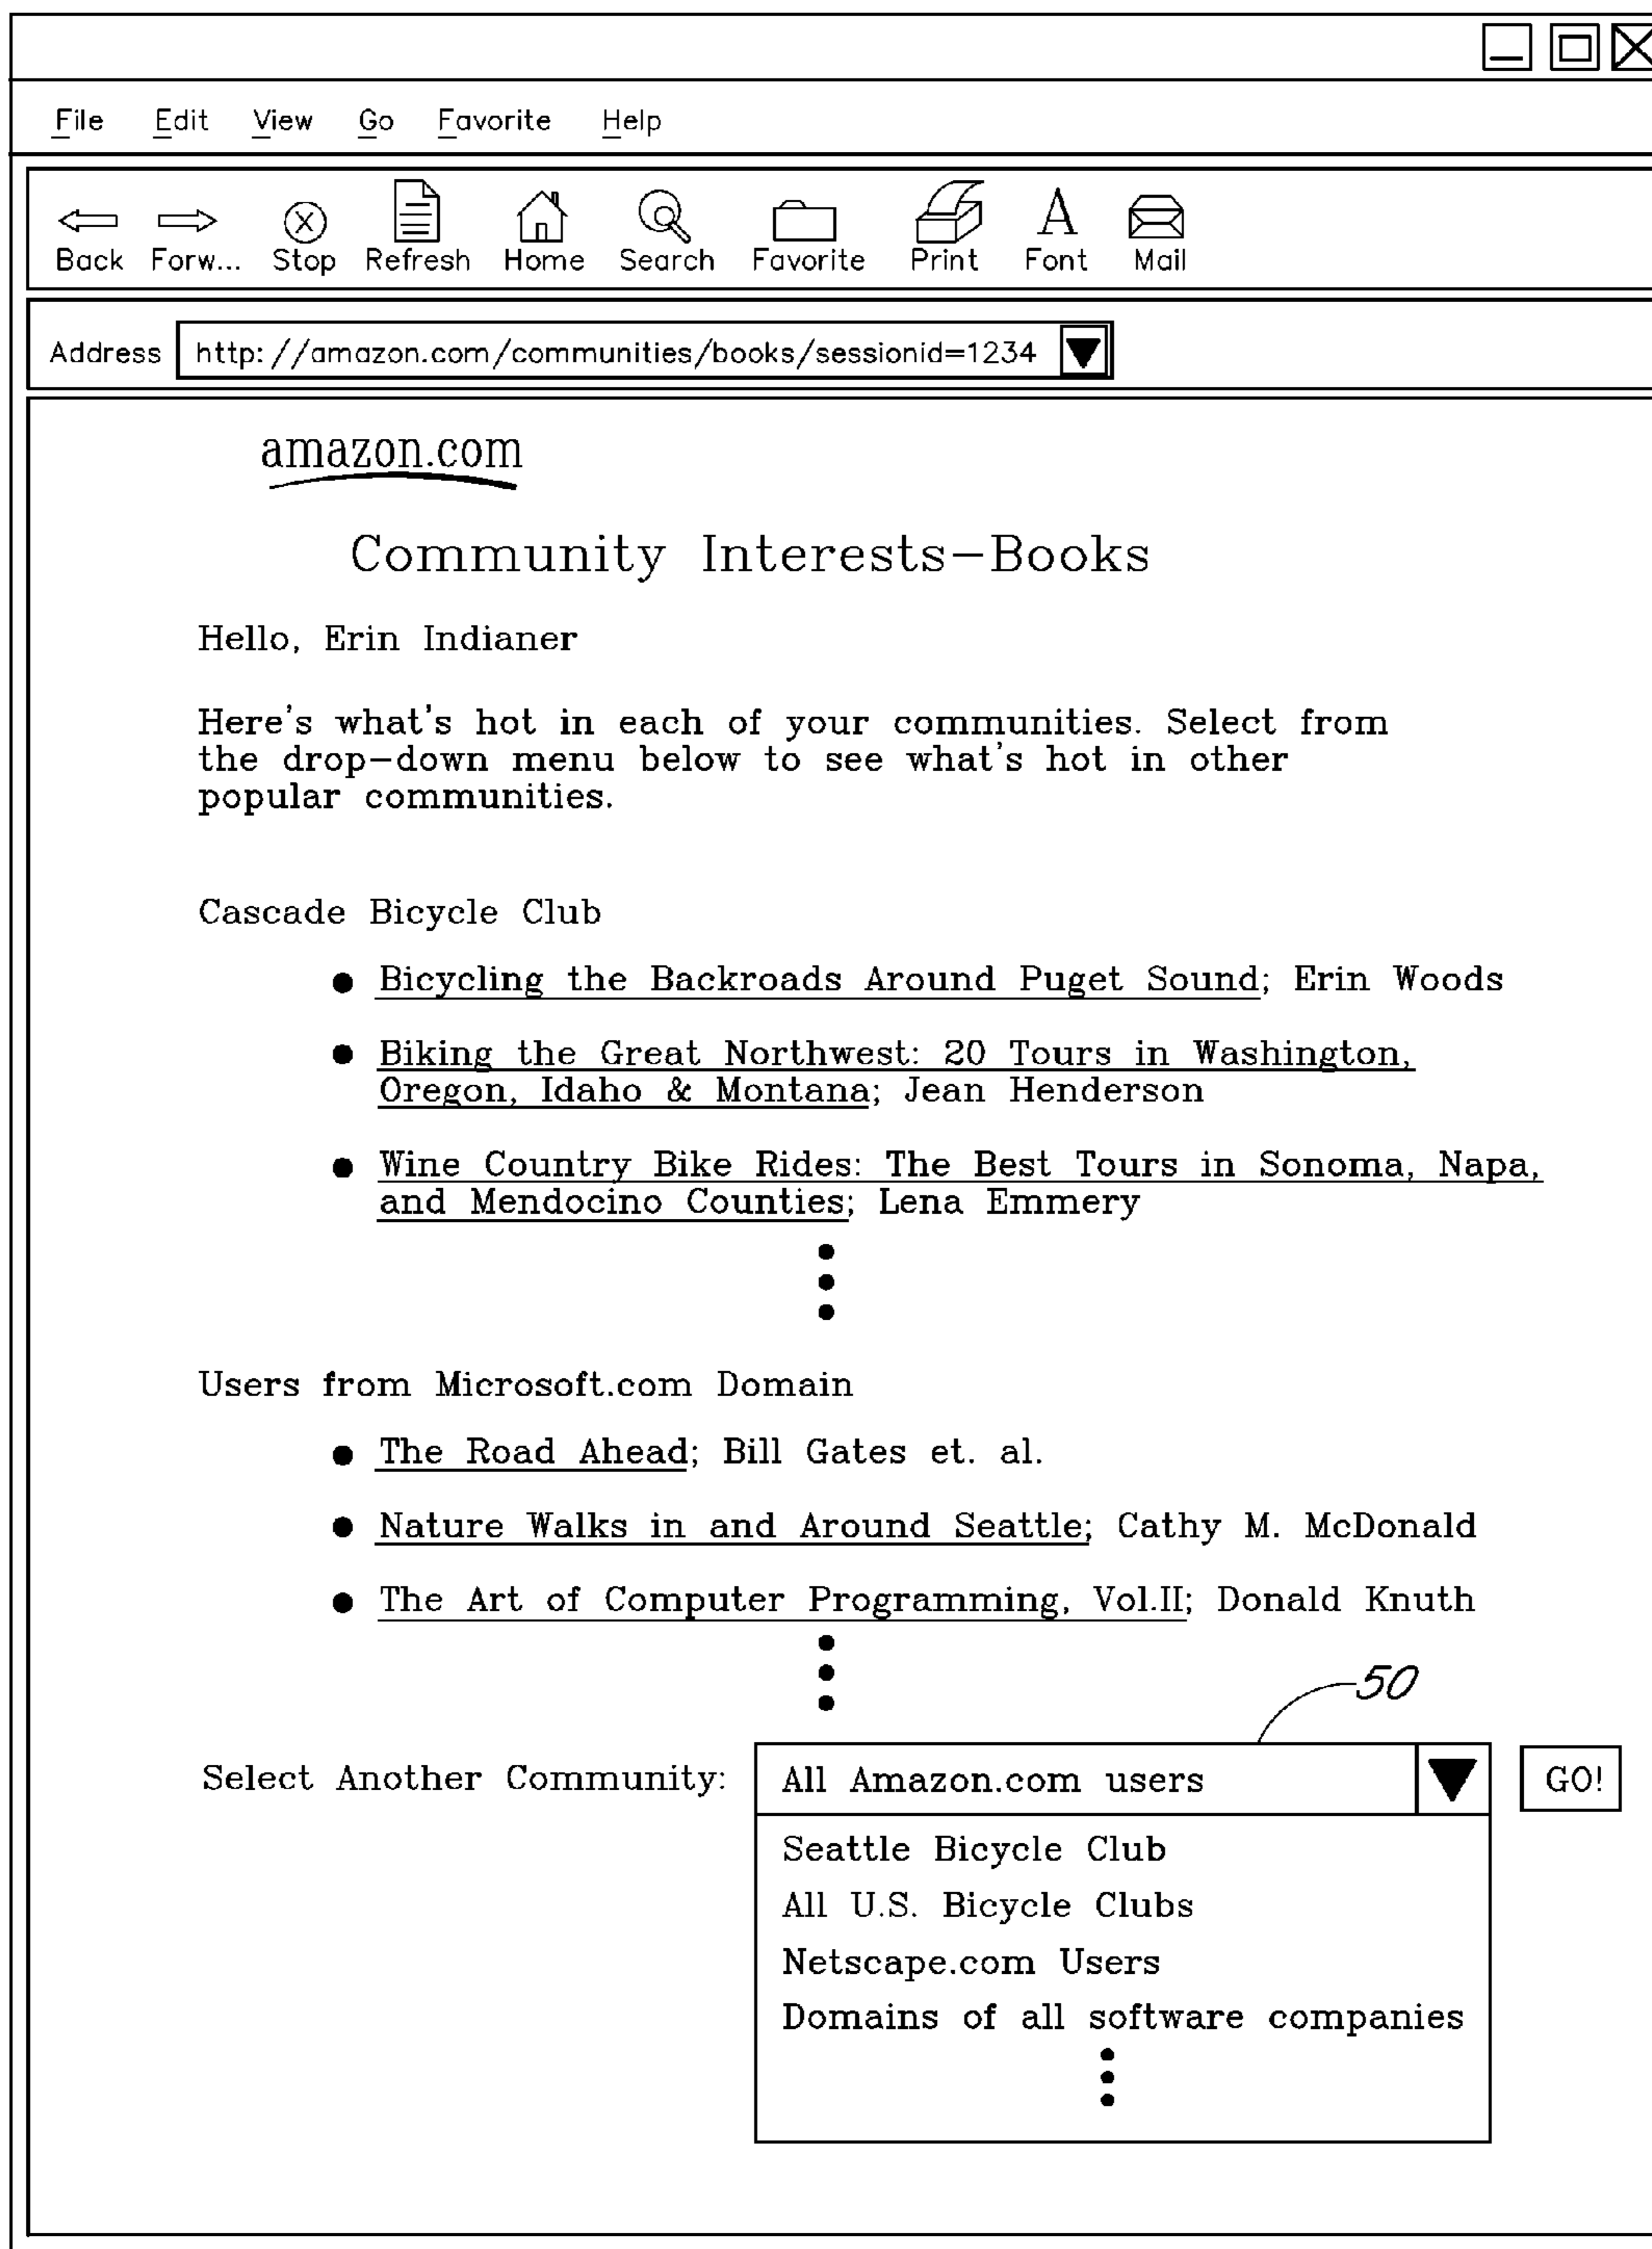 File Edit View Go Favorite Help
Back Forw... Stop Refresh Home Search Favorite Print Font Mail
Address http://amazon.com/communities/books/sessionid=1234
amazon.com
Community Interests-Books
Hello, Erin Indianer
Here's what's hot in each of your communities. Select from
the drop-down menu below to see what's hot in other
popular communities.
Cascade Bicycle Club
● Bicycling the Backroads Around Puget Sound; Erin Woods
● Biking the Great Northwest: 20 Tours in Washington,
Oregon, Idaho & Montana; Jean Henderson
● Wine Country Bike Rides: The Best Tours in Sonoma, Napa,
and Mendocino Counties; Lena Emmery
Users from Microsoft.com Domain
● The Road Ahead; Bill Gates et. al.
● Nature Walks in and Around Seattle; Cathy M. McDonald
● The Art of Computer Programming, Vol.II; Donald Knuth
50
Select Another Community: All Amazon.com users GO!
Seattle Bicycle Club
All U.S. Bicycle Clubs
Netscape.com Users
Domains of all software companies